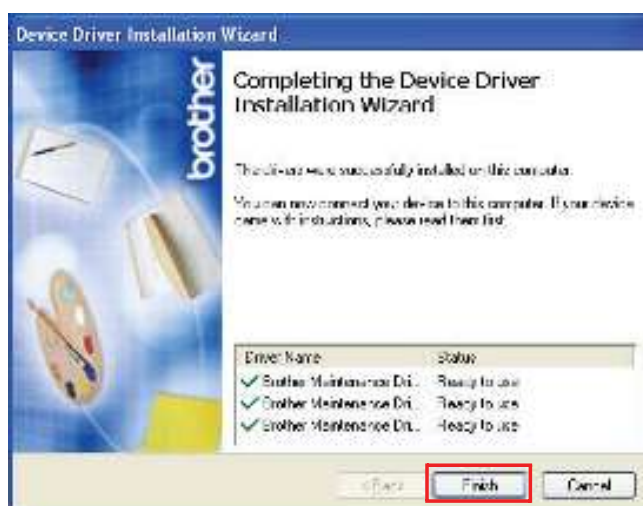 Device Driver Installation Wizard
brother
Completing the Device Driver
Installation Wizard
The drivers were successfully installed on this computer.
You can now connect your device to this computer. If your device
came with instructions, please read them first.
Driver Name Status
Brother Maintenance Dri... Ready to use
Brother Maintenance Dri... Ready to use
Brother Maintenance Dri... Ready to use
< Back Finish Cancel